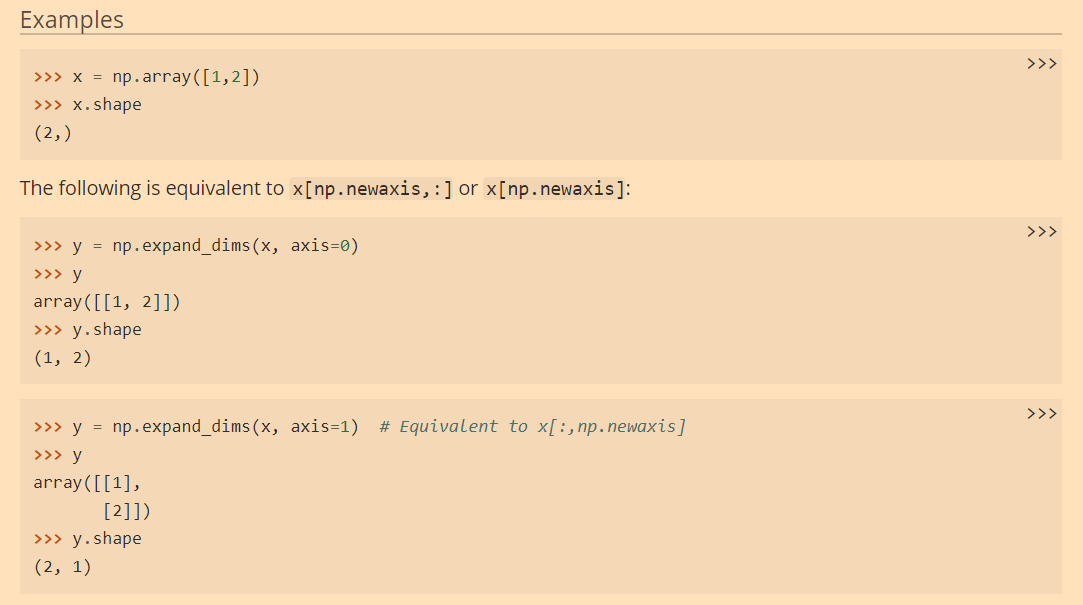 Examples
>>>
>>> x = np.array([1,2])
>>> x.shape
(2,)
The following is equivalent to x[np.newaxis,:] or x[np.newaxis]:
>>>
>>> y = np.expand_dims(x, axis=0)
>>> y
array([[1, 2]])
>>> y.shape
(1, 2)
>>>
>>> y = np.expand_dims(x, axis=1)  # Equivalent to x[:,np.newaxis]
>>> y
array([[1],
       [2]])
>>> y.shape
(2, 1)